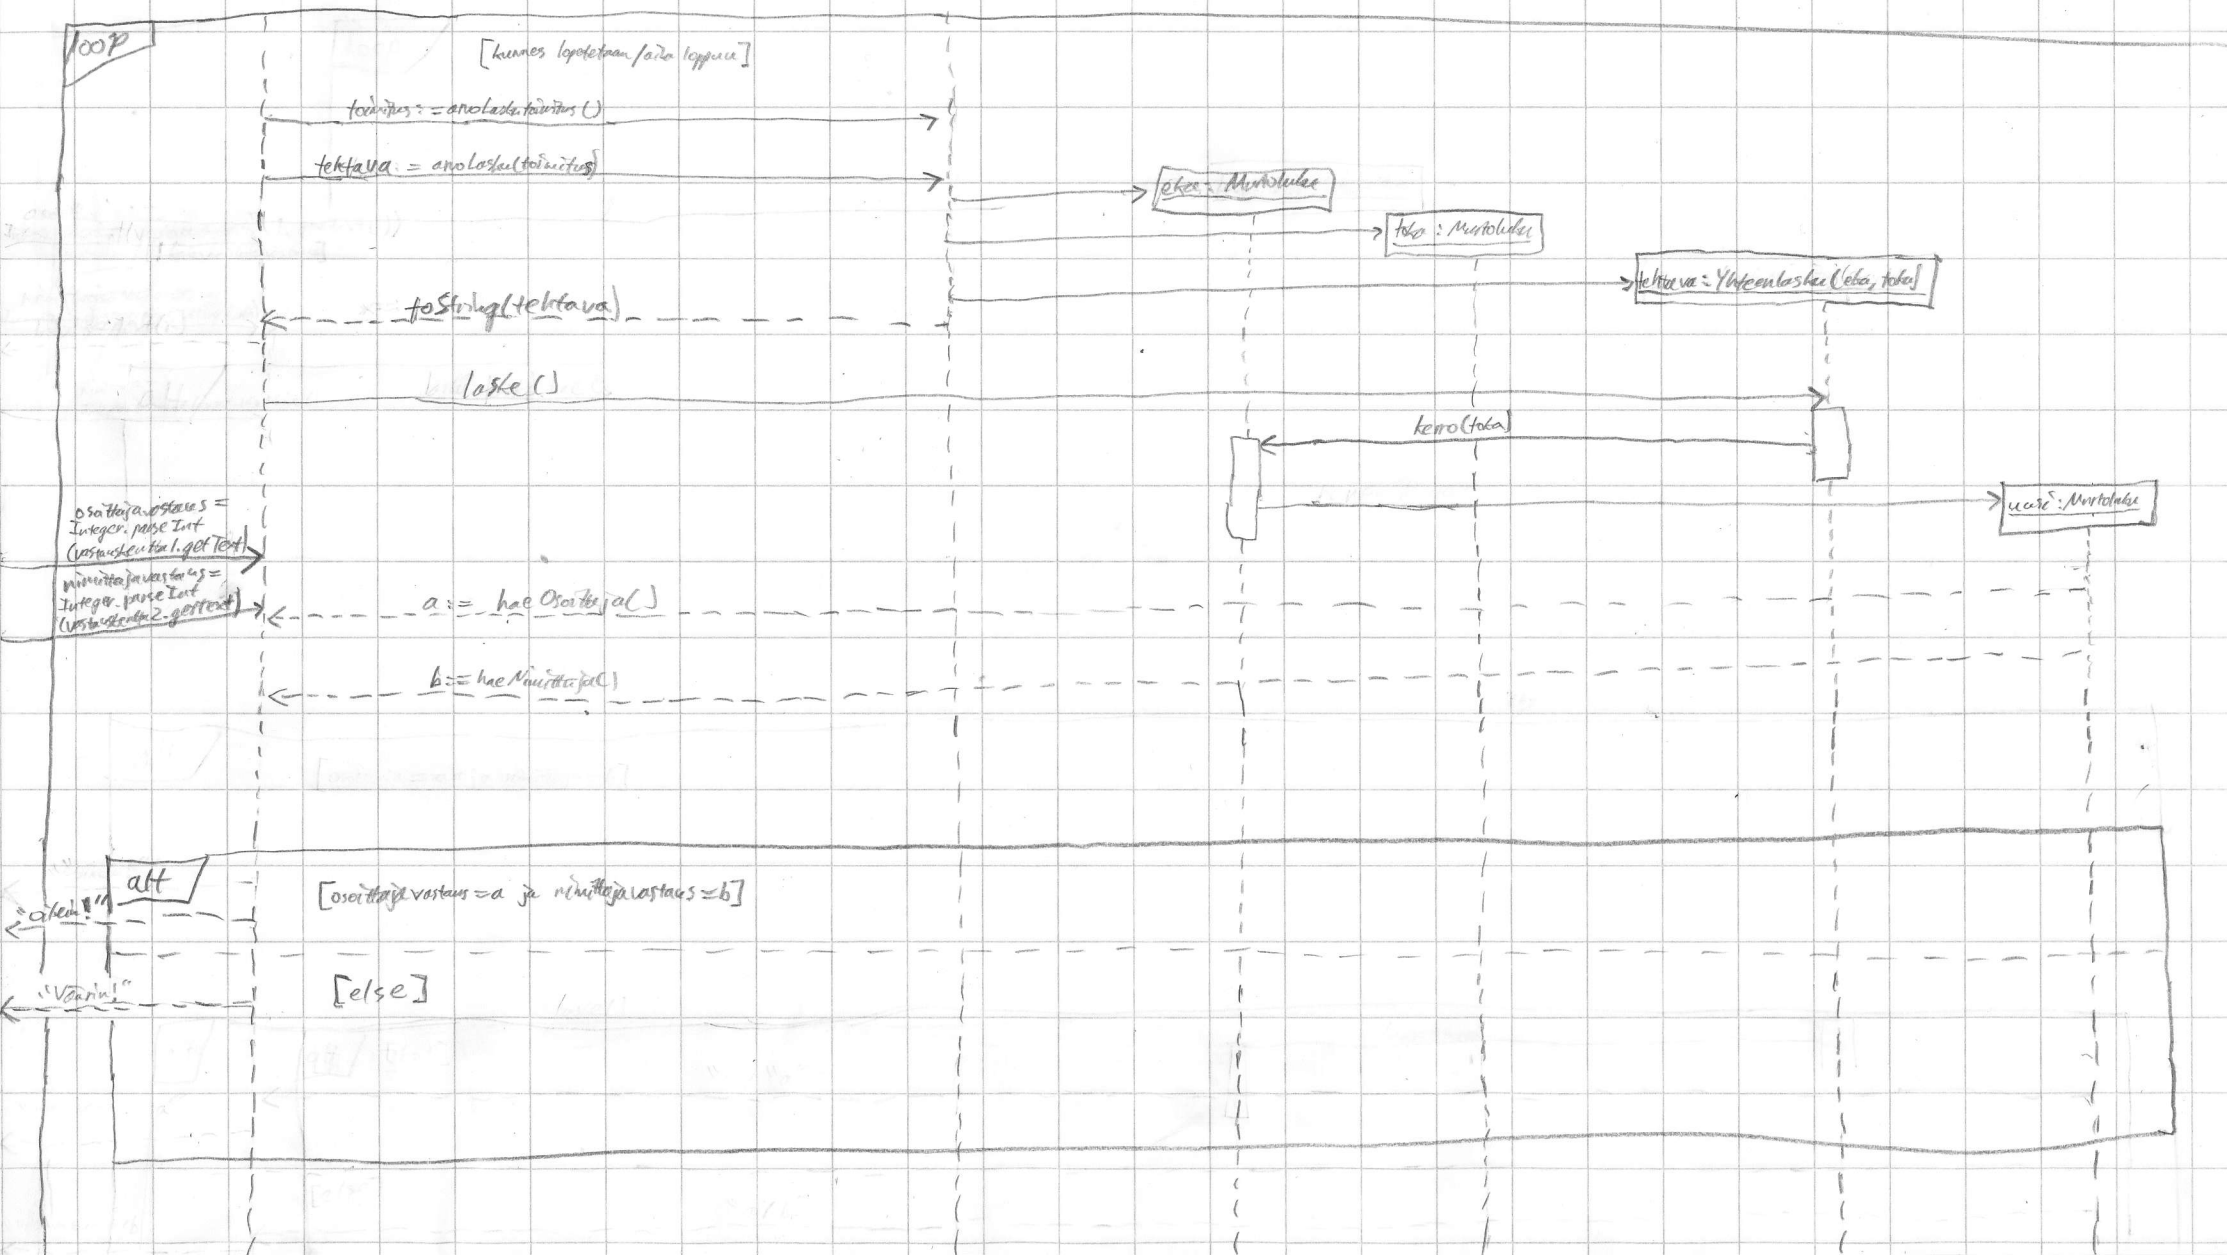 loop
[kunnes lopetetaan/aika loppuu]
toimitus:=arvoLaskutoimitus()
tehtava:=arvoLasku(toimitus)
eka: Murtoluku
toka: Murtoluku
tehtava: Yhteenlasku(eka, toka)
toString(tehtava)
laske()
kerro(toka)
uusi: Murtoluku
osoittajavastaus=
Integer.parseInt
(vastauskentta1.getText)
nimittajavastaus=
Integer.parseInt
(vastauskentta2.gettext)
a:= haeOsoittaja()
b:=haeNimittaja()
alt
[osoittajavastaus=a ja nimittajavastaus=b]
"oikein!"
[else]
"Väärin!"